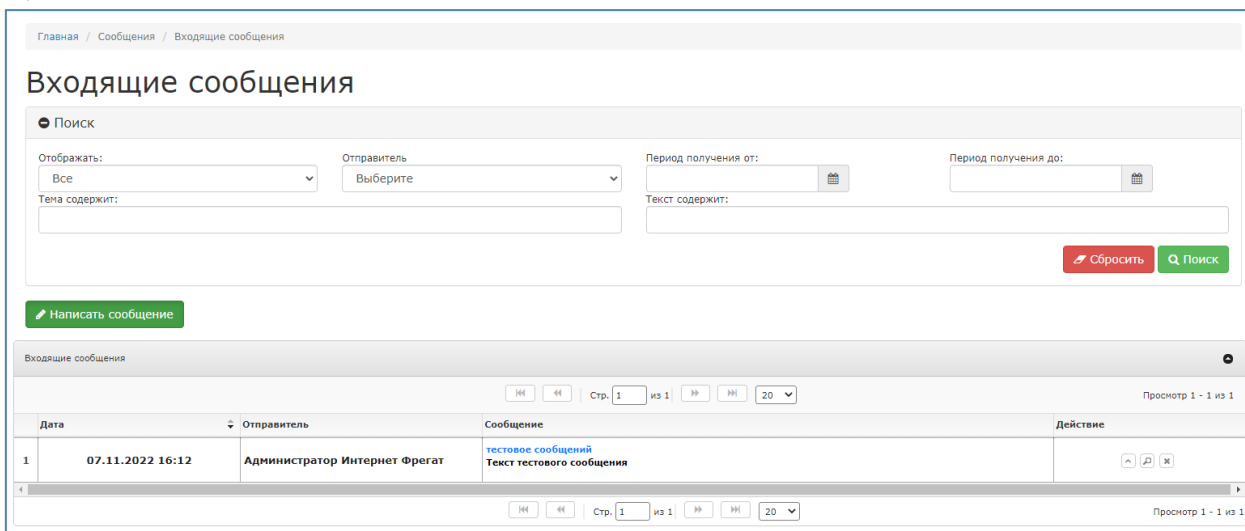 Главная / Сообщения / Входящие сообщения
Входящие сообщения
Поиск
Отображать: Отправитель Период получения от: Период получения до:
Все Выберите
Тема содержит: Текст содержит:
Сбросить Поиск
Написать сообщение
Входящие сообщения
Стр. 1 из 1 20 Просмотр 1 - 1 из 1
Дата Отправитель Сообщение Действие
1 07.11.2022 16:12 Администратор Интернет Фрегат тестовое сообщений
Текст тестового сообщения
Стр. 1 из 1 20 Просмотр 1 - 1 из 1